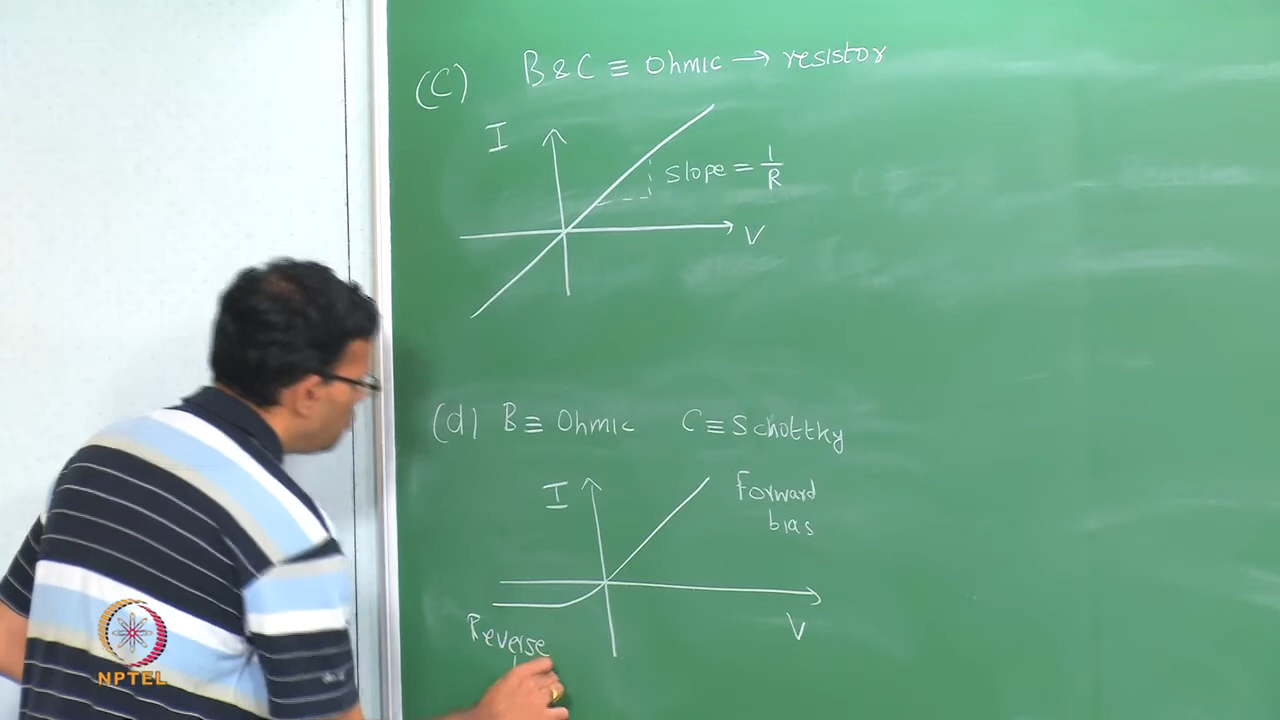 (C) B & C ≡ Ohmic → resistor
I
slope = 1/R
V
(d) B ≡ Ohmic C ≡ Schottky
I
Forward
bias
V
Reverse
NPTEL